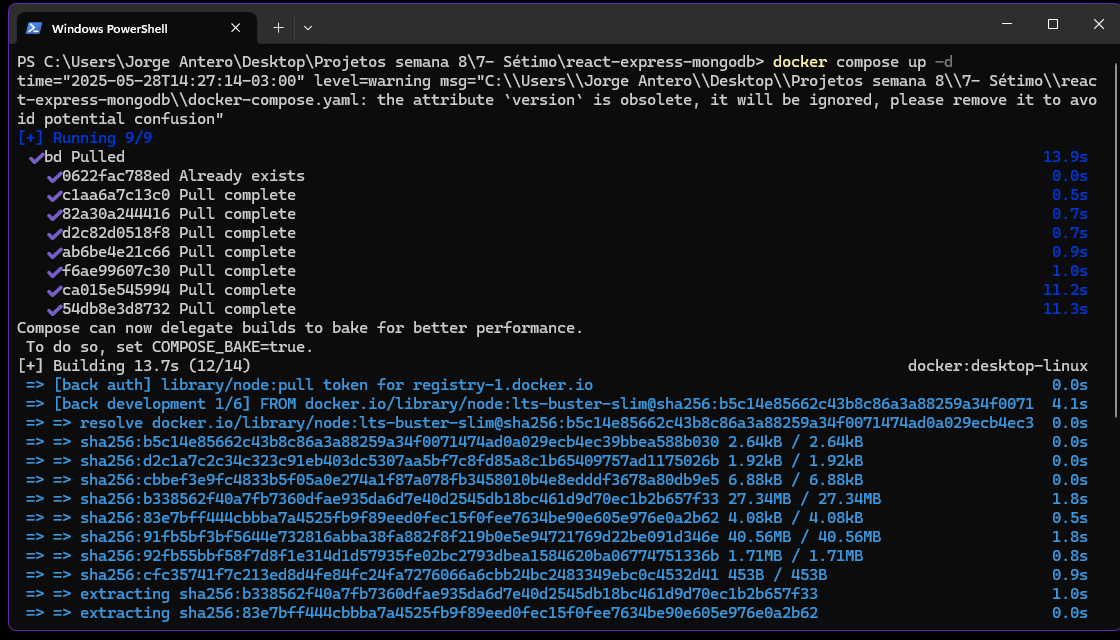 Windows PowerShell
PS C:\Users\Jorge Antero\Desktop\Projetos semana 8\7- Sétimo\react-express-mongodb> docker compose up -d
time="2025-05-28T14:27:14-03:00" level=warning msg="C:\\Users\\Jorge Antero\\Desktop\\Projetos semana 8\\7- Sétimo\\reac
t-express-mongodb\\docker-compose.yaml: the attribute `version` is obsolete, it will be ignored, please remove it to avo
id potential confusion"
[+] Running 9/9
✔bd Pulled 13.9s
✔0622fac788ed Already exists 0.0s
✔c1aa6a7c13c0 Pull complete 0.5s
✔82a30a244416 Pull complete 0.7s
✔d2c82d0518f8 Pull complete 0.7s
✔ab6be4e21c66 Pull complete 0.9s
✔f6ae99607c30 Pull complete 1.0s
✔ca015e545994 Pull complete 11.2s
✔54db8e3d8732 Pull complete 11.3s
Compose can now delegate builds to bake for better performance.
To do so, set COMPOSE_BAKE=true.
[+] Building 13.7s (12/14) docker:desktop-linux
=> [back auth] library/node:pull token for registry-1.docker.io 0.0s
=> [back development 1/6] FROM docker.io/library/node:lts-buster-slim@sha256:b5c14e85662c43b8c86a3a88259a34f0071 4.1s
=> => resolve docker.io/library/node:lts-buster-slim@sha256:b5c14e85662c43b8c86a3a88259a34f0071474ad0a029ecb4ec3 0.0s
=> => sha256:b5c14e85662c43b8c86a3a88259a34f0071474ad0a029ecb4ec39bbea588b030 2.64kB / 2.64kB 0.0s
=> => sha256:d2c1a7c2c34c323c91eb403dc5307aa5bf7c8fd85a8c1b65409757ad1175026b 1.92kB / 1.92kB 0.0s
=> => sha256:cbbef3e9fc4833b5f05a0e274a1f87a078fb3458010b4e8edddf3678a80db9e5 6.88kB / 6.88kB 0.0s
=> => sha256:b338562f40a7fb7360dfae935da6d7e40d2545db18bc461d9d70ec1b2b657f33 27.34MB / 27.34MB 1.8s
=> => sha256:83e7bff444cbbba7a4525fb9f89eed0fec15f0fee7634be90e605e976e0a2b62 4.08kB / 4.08kB 0.5s
=> => sha256:91fb5bf3bf5644e732816abba38fa882f8f219b0e5e94721769d22be091d346e 40.56MB / 40.56MB 1.8s
=> => sha256:92fb55bbf58f7d8f1e314d1d57935fe02bc2793dbea1584620ba06774751336b 1.71MB / 1.71MB 0.8s
=> => sha256:cfc35741f7c213ed8d4fe84fc24fa7276066a6cbb24bc2483349ebc0c4532d41 453B / 453B 0.9s
=> => extracting sha256:b338562f40a7fb7360dfae935da6d7e40d2545db18bc461d9d70ec1b2b657f33 1.0s
=> => extracting sha256:83e7bff444cbbba7a4525fb9f89eed0fec15f0fee7634be90e605e976e0a2b62 0.0s